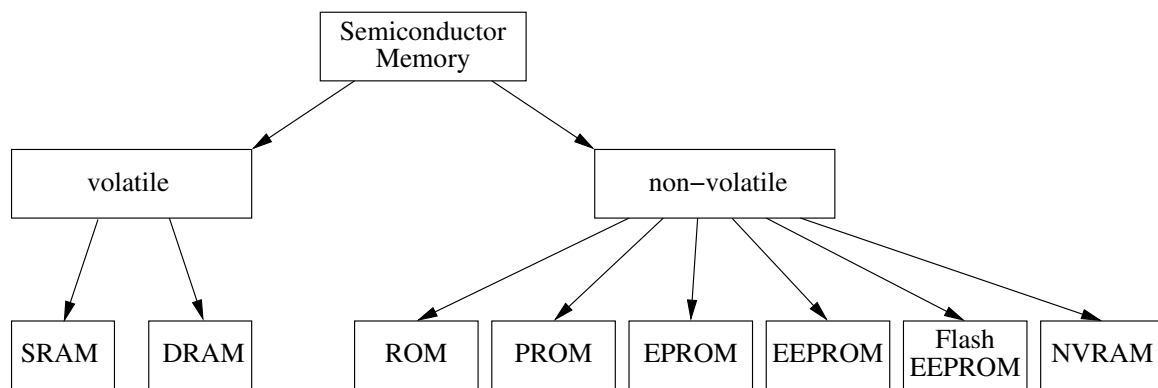 Semiconductor
Memory
volatile
non−volatile
SRAM
DRAM
ROM
PROM
EPROM
EEPROM
Flash
EEPROM
NVRAM